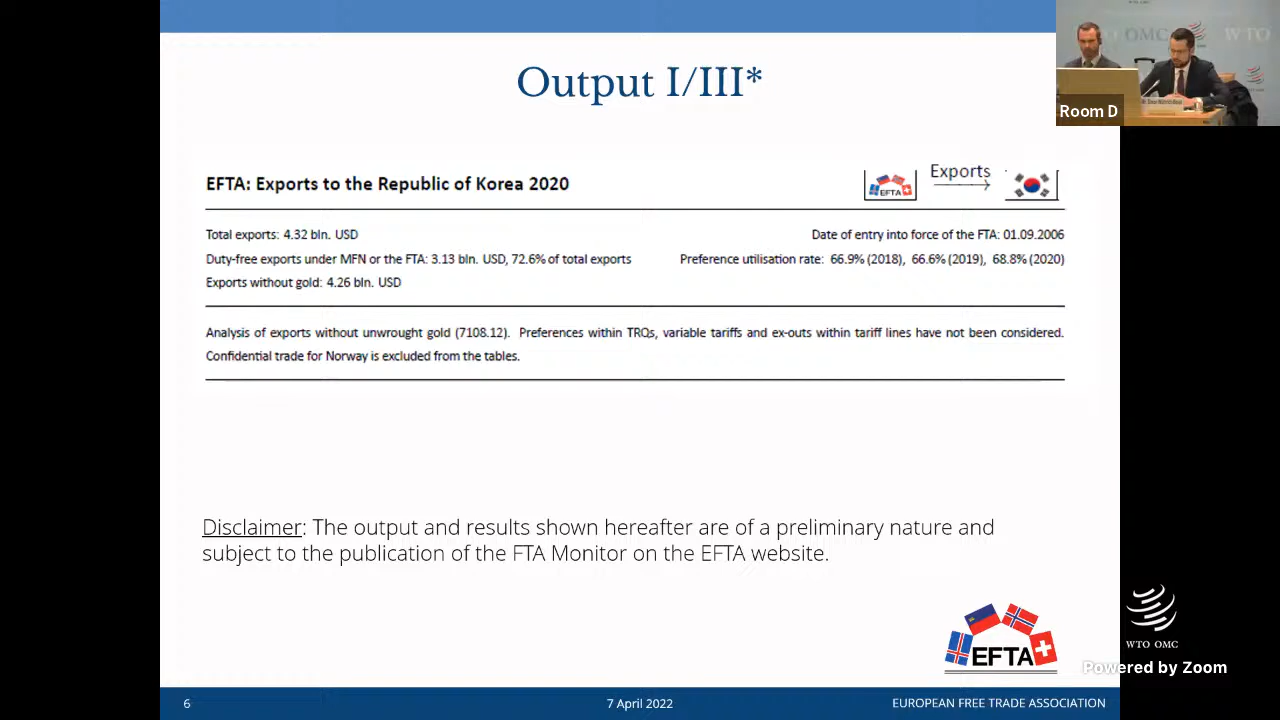 Output I/III*
WTO OMC
WTO
Room D
EFTA: Exports to the Republic of Korea 2020
EFTA
Exports
Total exports: 4.32 bln. USD
Date of entry into force of the FTA: 01.09.2006
Duty-free exports under MFN or the FTA: 3.13 bln. USD, 72.6% of total exports
Preference utilisation rate: 66.9% (2018), 66.6% (2019), 68.8% (2020)
Exports without gold: 4.26 bln. USD
Analysis of exports without unwrought gold (7108.12). Preferences within TRQs, variable tariffs and ex-outs within tariff lines have not been considered.
Confidential trade for Norway is excluded from the tables.
Disclaimer: The output and results shown hereafter are of a preliminary nature and
subject to the publication of the FTA Monitor on the EFTA website.
EFTA
WTO OMC
Powered by Zoom
6
7 April 2022
EUROPEAN FREE TRADE ASSOCIATION